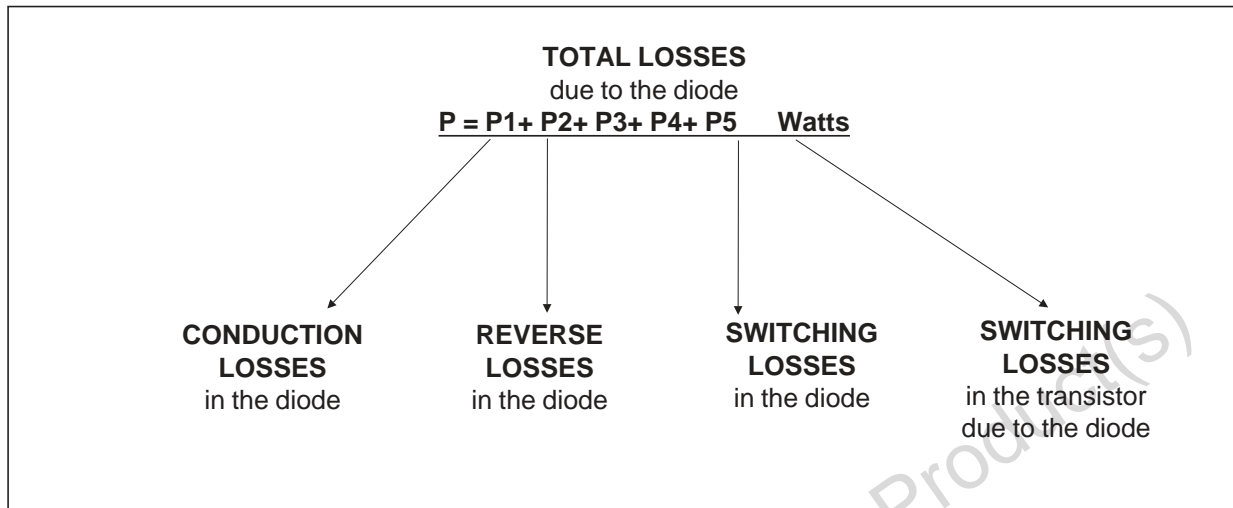 TOTAL LOSSES
due to the diode
P = P1+ P2+ P3+ P4+ P5 Watts
CONDUCTION
LOSSES
in the diode
REVERSE
LOSSES
in the diode
SWITCHING
LOSSES
in the diode
SWITCHING
LOSSES
in the transistor
due to the diode
Product(s)